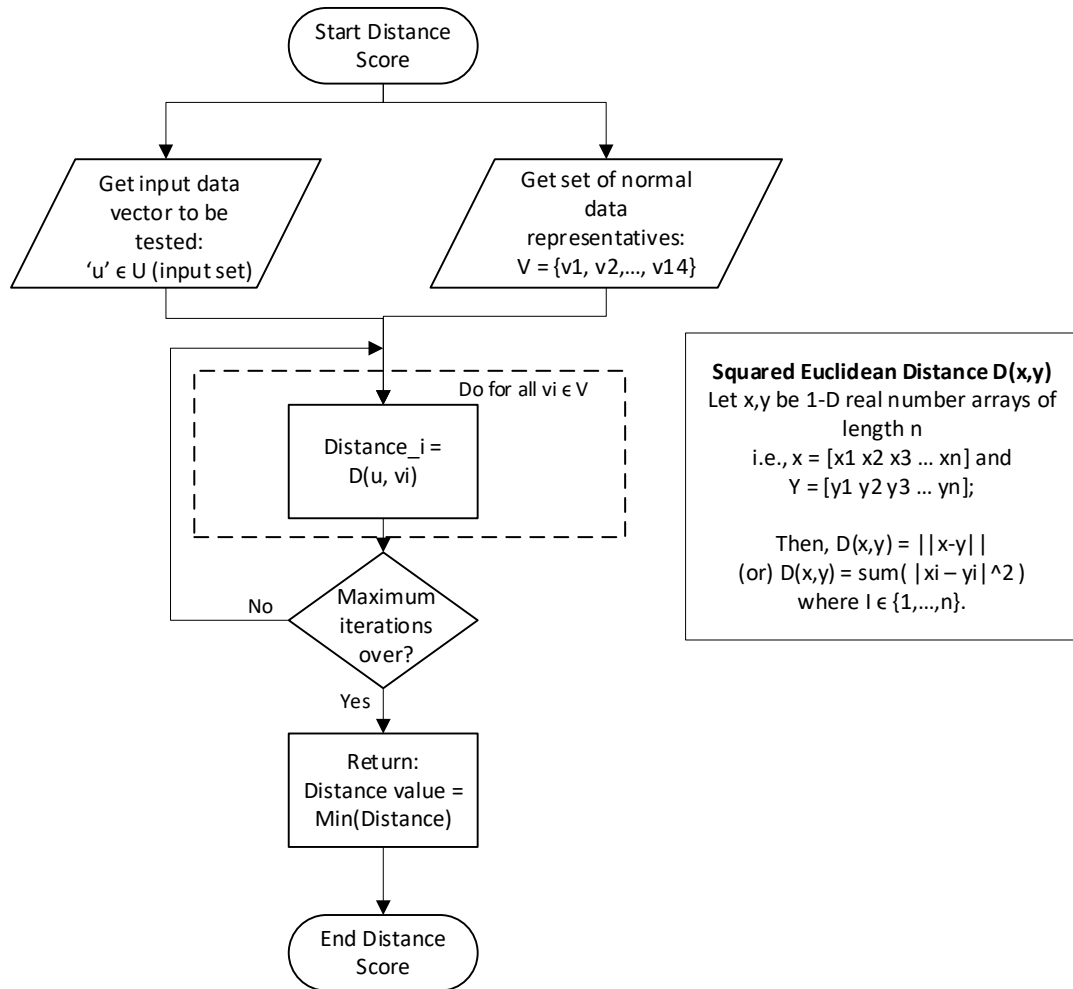 Start Distance
Score
Get input data
vector to be
tested:
‘u’ ϵ U (input set)
Get set of normal
data
representatives:
V = {v1, v2,..., v14}
Do for all vi ϵ V
Distance_i =
D(u, vi)
Maximum
iterations
over?
No
Yes
Return:
Distance value =
Min(Distance)
End Distance
Score
Squared Euclidean Distance D(x,y)
Let x,y be 1-D real number arrays of
length n
i.e., x = [x1 x2 x3 ... xn] and
Y = [y1 y2 y3 ... yn];
Then, D(x,y) = ||x-y||
(or) D(x,y) = sum( |xi – yi|^2 )
where I ϵ {1,...,n}.